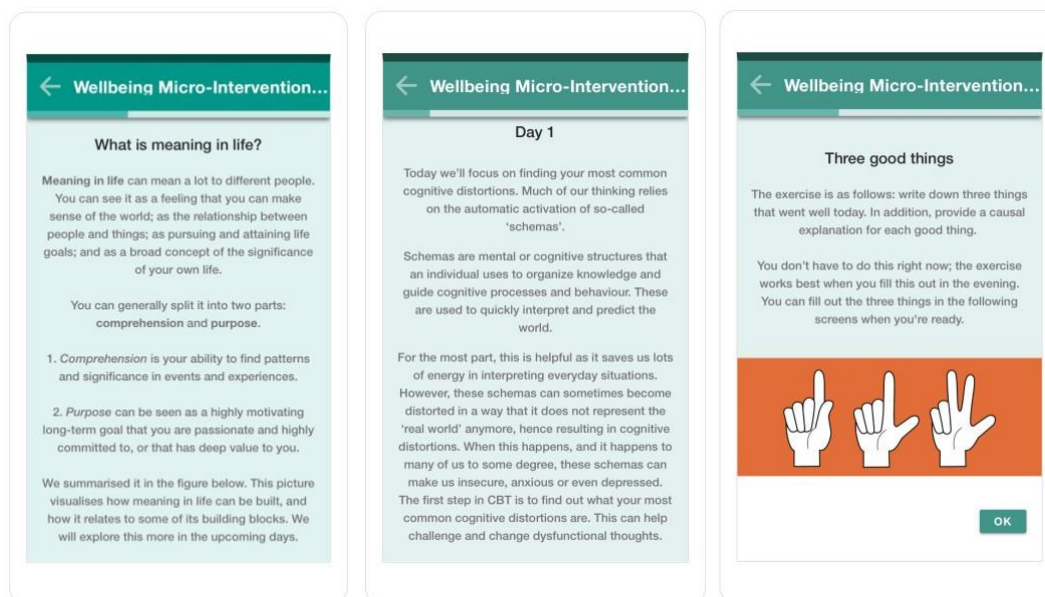 Wellbeing Micro-Intervention...
What is meaning in life?
Meaning in life can mean a lot to different people.
You can see it as a feeling that you can make
sense of the world; as the relationship between
people and things; as pursuing and attaining life
goals; and as a broad concept of the significance
of your own life.
You can generally split it into two parts:
comprehension and purpose.
1. Comprehension is your ability to find patterns
and significance in events and experiences.
2. Purpose can be seen as a highly motivating
long-term goal that you are passionate and highly
committed to, or that has deep value to you.
We summarised it in the figure below. This picture
visualises how meaning in life can be built, and
how it relates to some of its building blocks. We
will explore this more in the upcoming days.
Wellbeing Micro-Intervention...
Day 1
Today we'll focus on finding your most common
cognitive distortions. Much of our thinking relies
on the automatic activation of so-called
'schemas'.
Schemas are mental or cognitive structures that
an individual uses to organize knowledge and
guide cognitive processes and behaviour. These
are used to quickly interpret and predict the
world.
For the most part, this is helpful as it saves us lots
of energy in interpreting everyday situations.
However, these schemas can sometimes become
distorted in a way that it does not represent the
'real world' anymore, hence resulting in cognitive
distortions. When this happens, and it happens to
many of us to some degree, these schemas can
make us insecure, anxious or even depressed.
The first step in CBT is to find out what your most
common cognitive distortions are. This can help
challenge and change dysfunctional thoughts.
Wellbeing Micro-Intervention...
Three good things
The exercise is as follows: write down three things
that went well today. In addition, provide a causal
explanation for each good thing.
You don't have to do this right now; the exercise
works best when you fill this out in the evening.
You can fill out the three things in the following
screens when you're ready.
OK